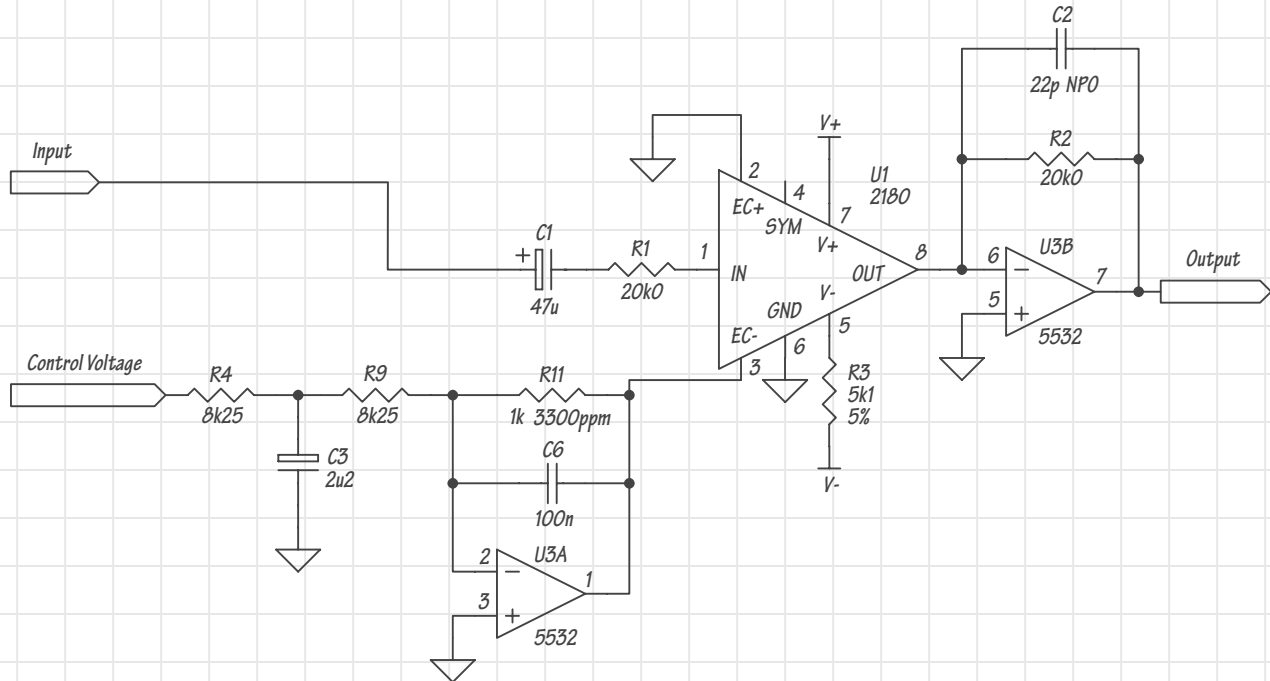 C2
22p NPO
R2
20k0
Input
V+
2
4
U1
2180
EC+
SYM
7
V+
C1
+
47u
R1
20k0
1
IN
OUT
8
V-
GND
EC-
5
6
3
6
−
U3B
7
5
+
5532
Output
R3
5k1
5%
V-
Control Voltage
R4
8k25
R9
8k25
R11
1k 3300ppm
C3
2u2
C6
100n
U3A
2
−
1
3
+
5532